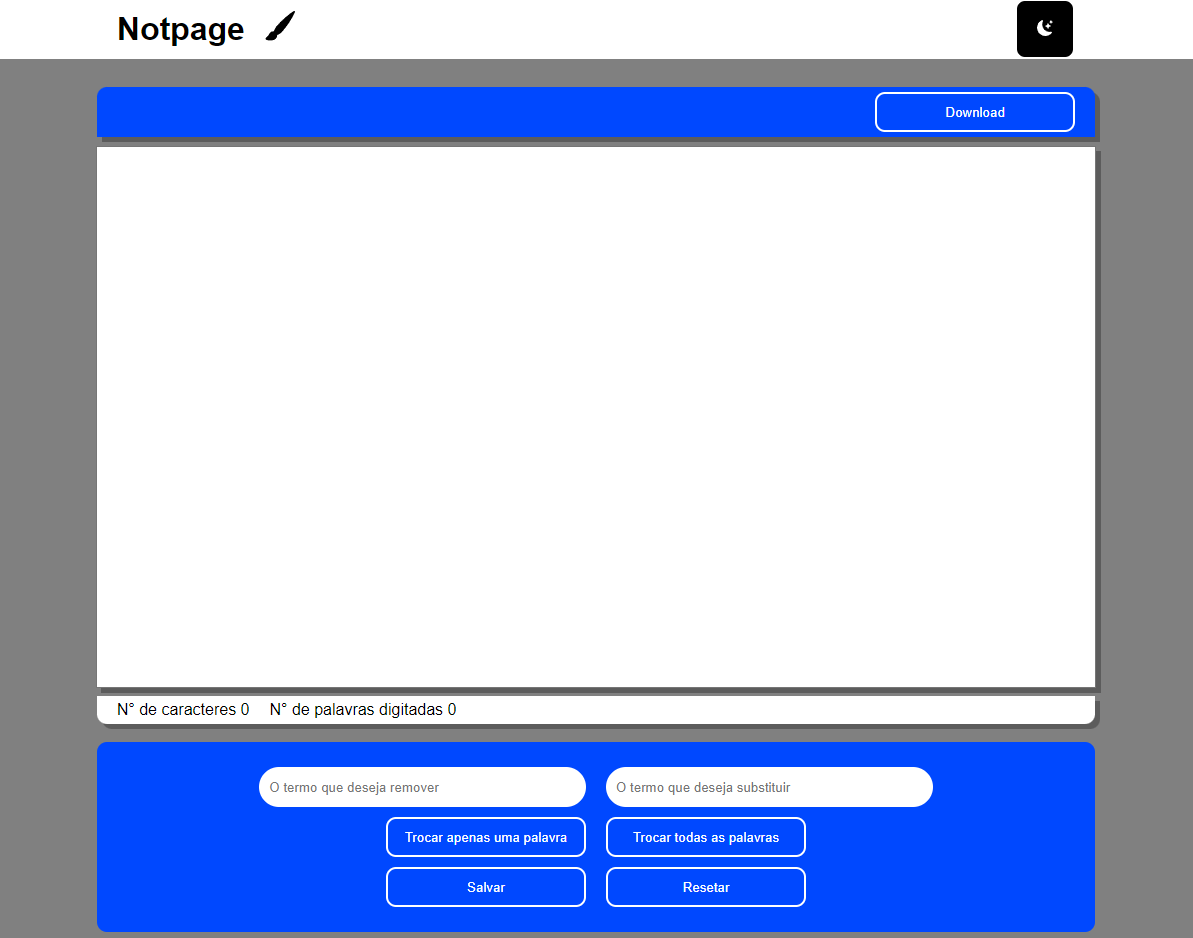 Notpage
Download
N° de caracteres 0 N° de palavras digitadas 0
O termo que deseja remover O termo que deseja substituir
Trocar apenas uma palavra Trocar todas as palavras
Salvar Resetar